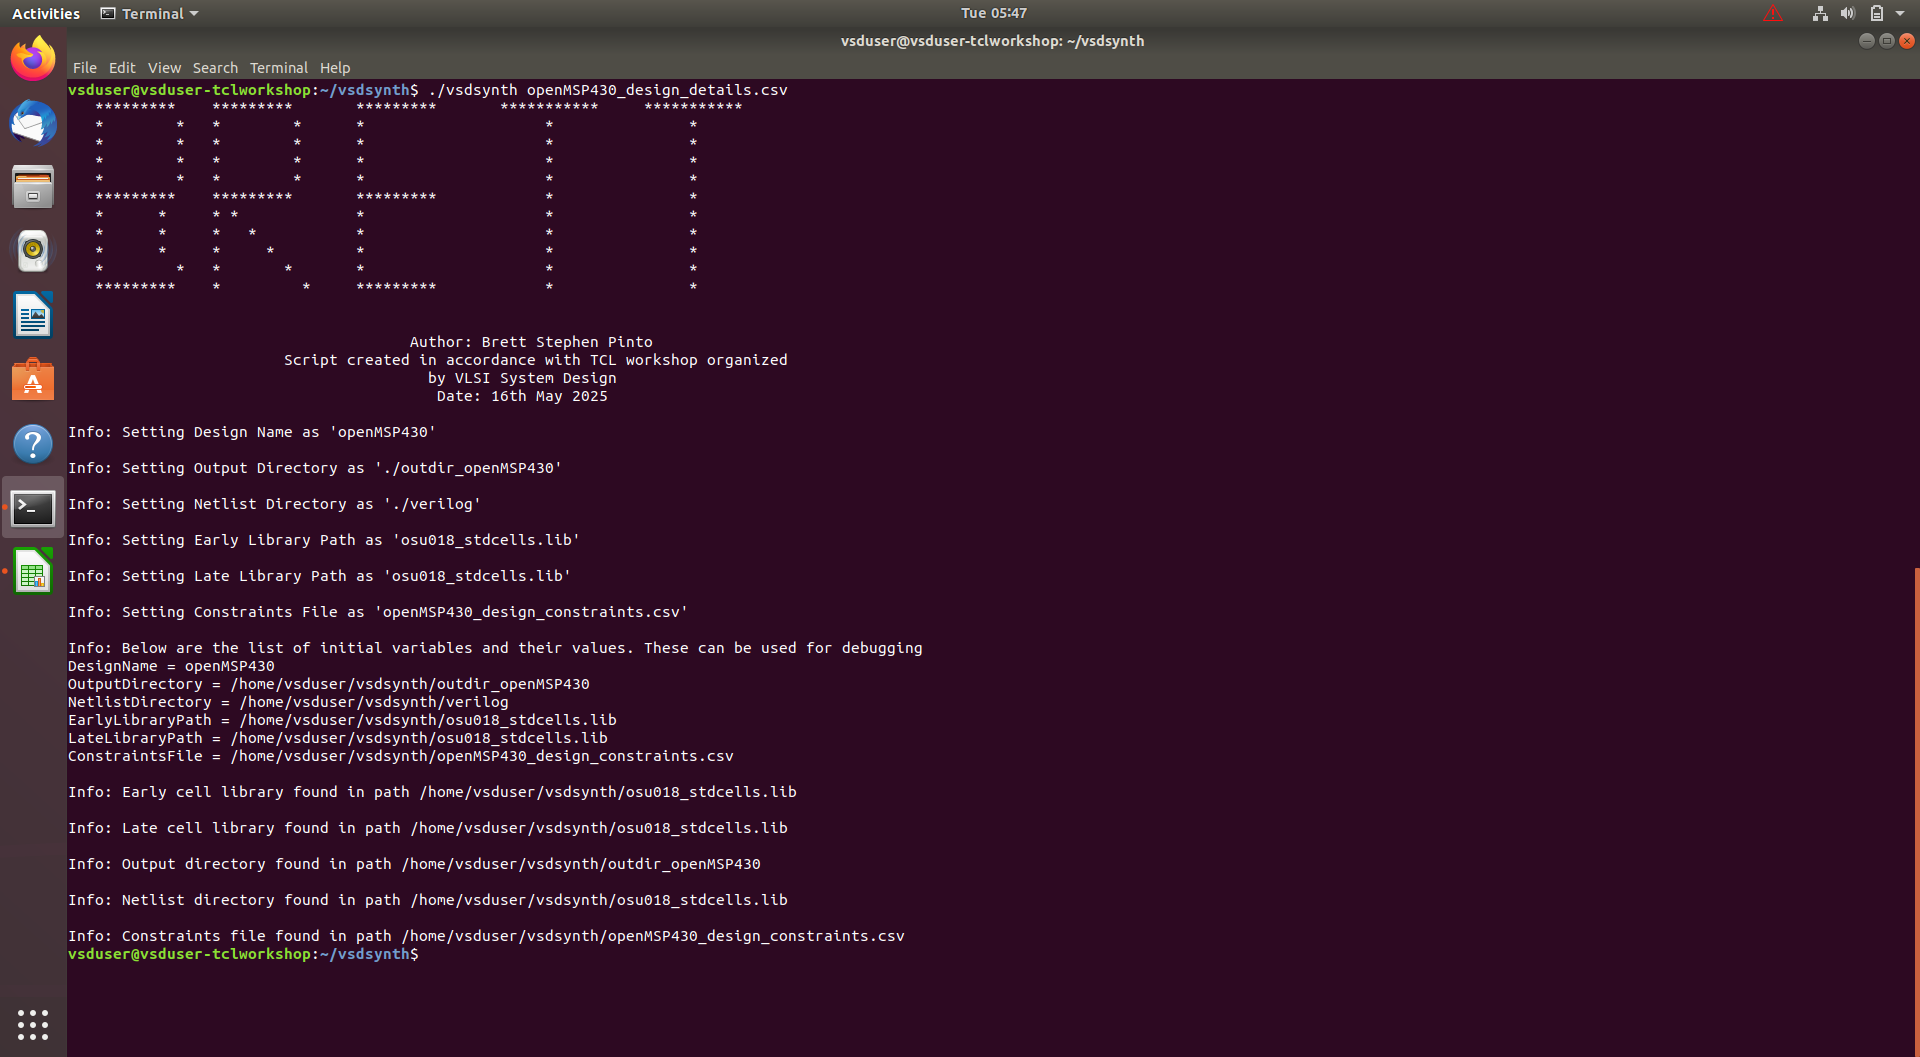 Activities
Terminal
Tue 05:47
vsduser@vsduser-tclworkshop: ~/vsdsynth
File Edit View Search Terminal Help
vsduser@vsduser-tclworkshop:~/vsdsynth$ ./vsdsynth openMSP430_design_details.csv
BRETT
Author: Brett Stephen Pinto
Script created in accordance with TCL workshop organized
by VLSI System Design
Date: 16th May 2025
Info: Setting Design Name as 'openMSP430'
Info: Setting Output Directory as './outdir_openMSP430'
Info: Setting Netlist Directory as './verilog'
Info: Setting Early Library Path as 'osu018_stdcells.lib'
Info: Setting Late Library Path as 'osu018_stdcells.lib'
Info: Setting Constraints File as 'openMSP430_design_constraints.csv'
Info: Below are the list of initial variables and their values. These can be used for debugging
DesignName = openMSP430
OutputDirectory = /home/vsduser/vsdsynth/outdir_openMSP430
NetlistDirectory = /home/vsduser/vsdsynth/verilog
EarlyLibraryPath = /home/vsduser/vsdsynth/osu018_stdcells.lib
LateLibraryPath = /home/vsduser/vsdsynth/osu018_stdcells.lib
ConstraintsFile = /home/vsduser/vsdsynth/openMSP430_design_constraints.csv
Info: Early cell library found in path /home/vsduser/vsdsynth/osu018_stdcells.lib
Info: Late cell library found in path /home/vsduser/vsdsynth/osu018_stdcells.lib
Info: Output directory found in path /home/vsduser/vsdsynth/outdir_openMSP430
Info: Netlist directory found in path /home/vsduser/vsdsynth/osu018_stdcells.lib
Info: Constraints file found in path /home/vsduser/vsdsynth/openMSP430_design_constraints.csv
vsduser@vsduser-tclworkshop:~/vsdsynth$